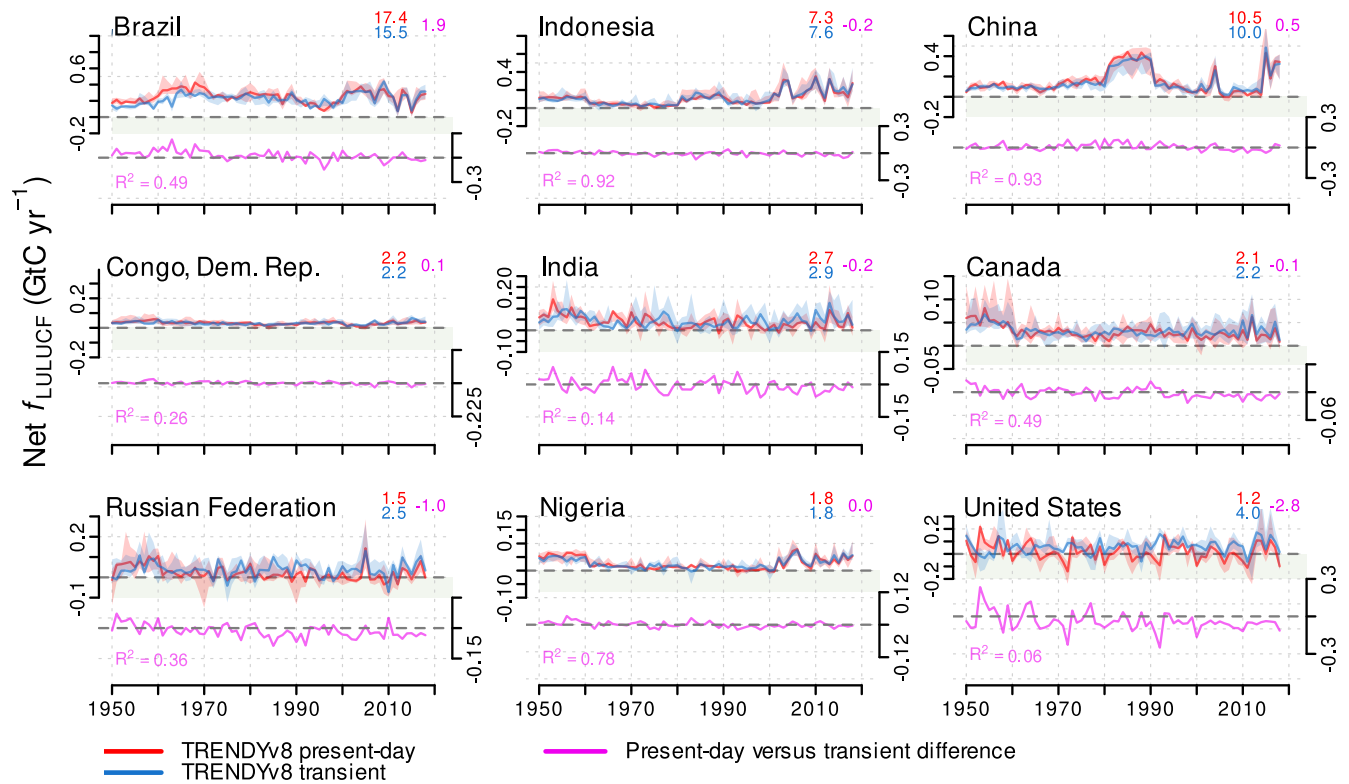 Net fLULUCF (GtC yr−1)
Brazil
17.4
15.5
1.9
0.6
-0.2
-0.3
R2 = 0.49
Indonesia
7.3
7.6
-0.2
0.4
-0.2
0.3
-0.3
R2 = 0.92
China
10.5
10.0
0.5
0.4
-0.2
0.3
-0.3
R2 = 0.93
Congo, Dem. Rep.
2.2
2.2
0.1
0.2
-0.2
-0.225
R2 = 0.26
India
2.7
2.9
-0.2
0.20
-0.10
0.15
-0.15
R2 = 0.14
Canada
2.1
2.2
-0.1
0.10
-0.05
-0.06
R2 = 0.49
Russian Federation
1.5
2.5
-1.0
0.2
-0.1
-0.15
R2 = 0.36
1950 1970 1990 2010
Nigeria
1.8
1.8
0.0
0.15
-0.10
0.12
-0.12
R2 = 0.78
1950 1970 1990 2010
United States
1.2
4.0
-2.8
0.2
-0.2
0.3
-0.3
R2 = 0.06
1950 1970 1990 2010
TRENDYv8 present-day
TRENDYv8 transient
Present-day versus transient difference